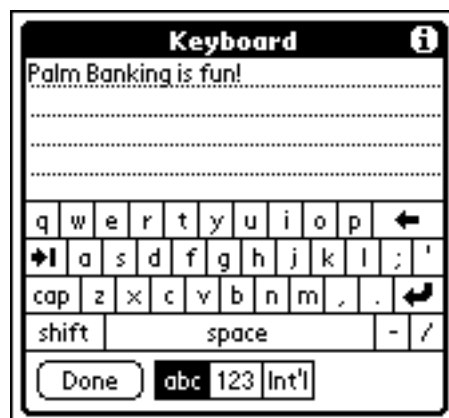 Keyboard i
Palm Banking is fun!
q w e r t y u i o p
a s d f g h j k l ; '
cap z x c v b n m , .
shift space - /
Done abc 123 Int'l